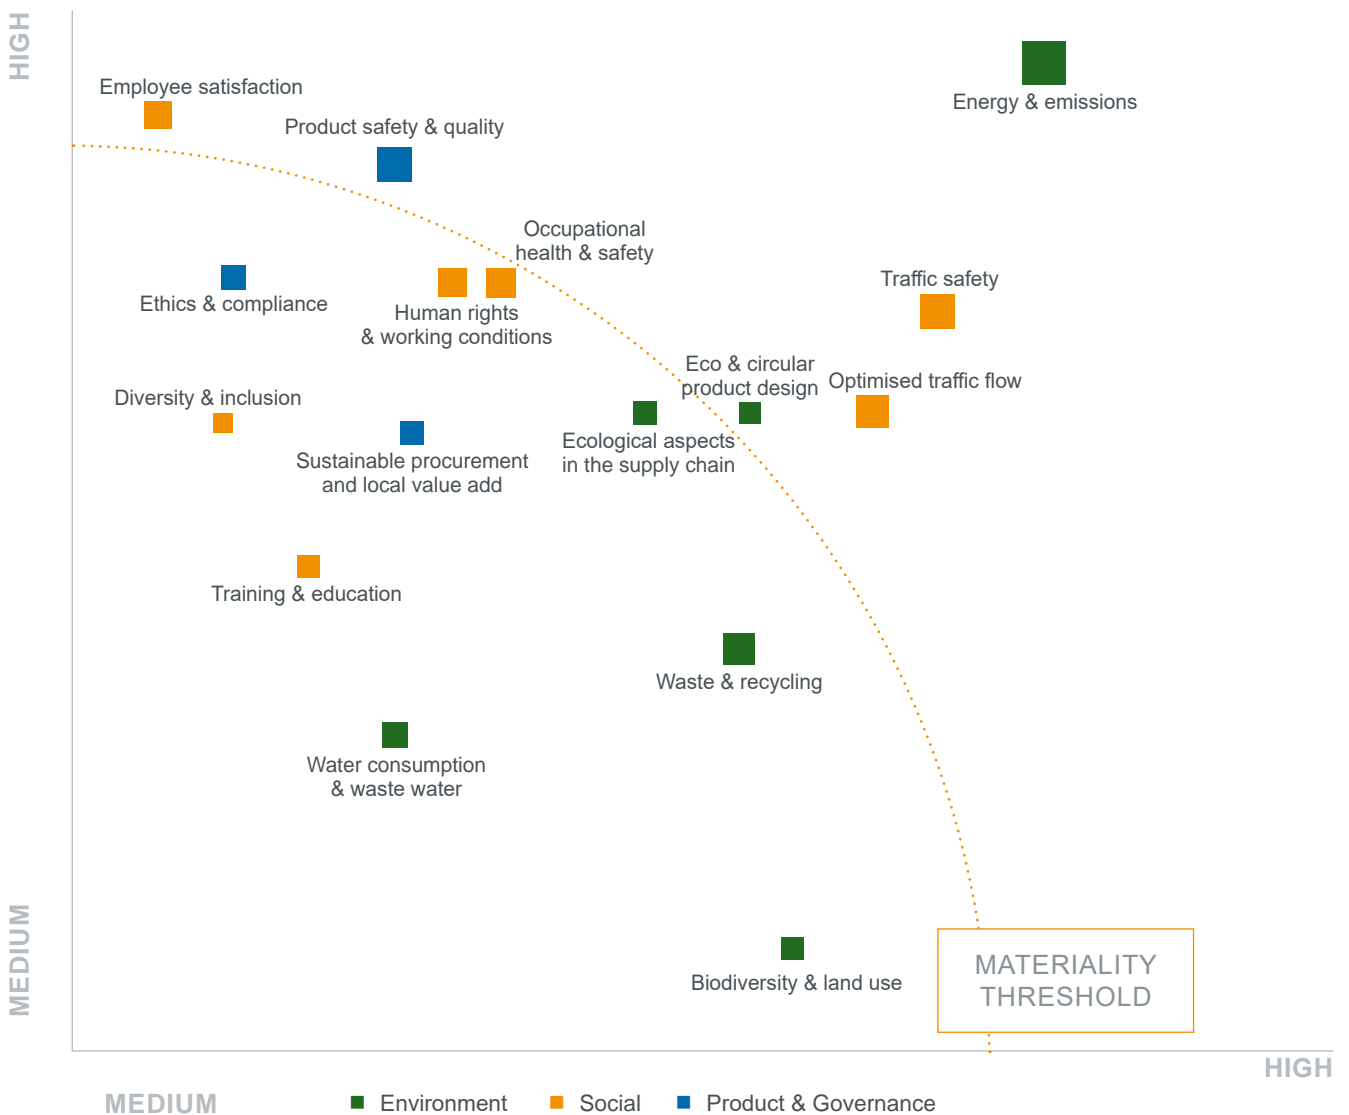 HIGH
Employee satisfaction
Energy & emissions
Product safety & quality
Occupational
health & safety
Traffic safety
Ethics & compliance
Human rights
& working conditions
Eco & circular
product design
Optimised traffic flow
Diversity & inclusion
Ecological aspects
in the supply chain
Sustainable procurement
and local value add
Training & education
Waste & recycling
Water consumption
& waste water
MEDIUM
MATERIALITY
THRESHOLD
Biodiversity & land use
HIGH
MEDIUM
Environment
Social
Product & Governance